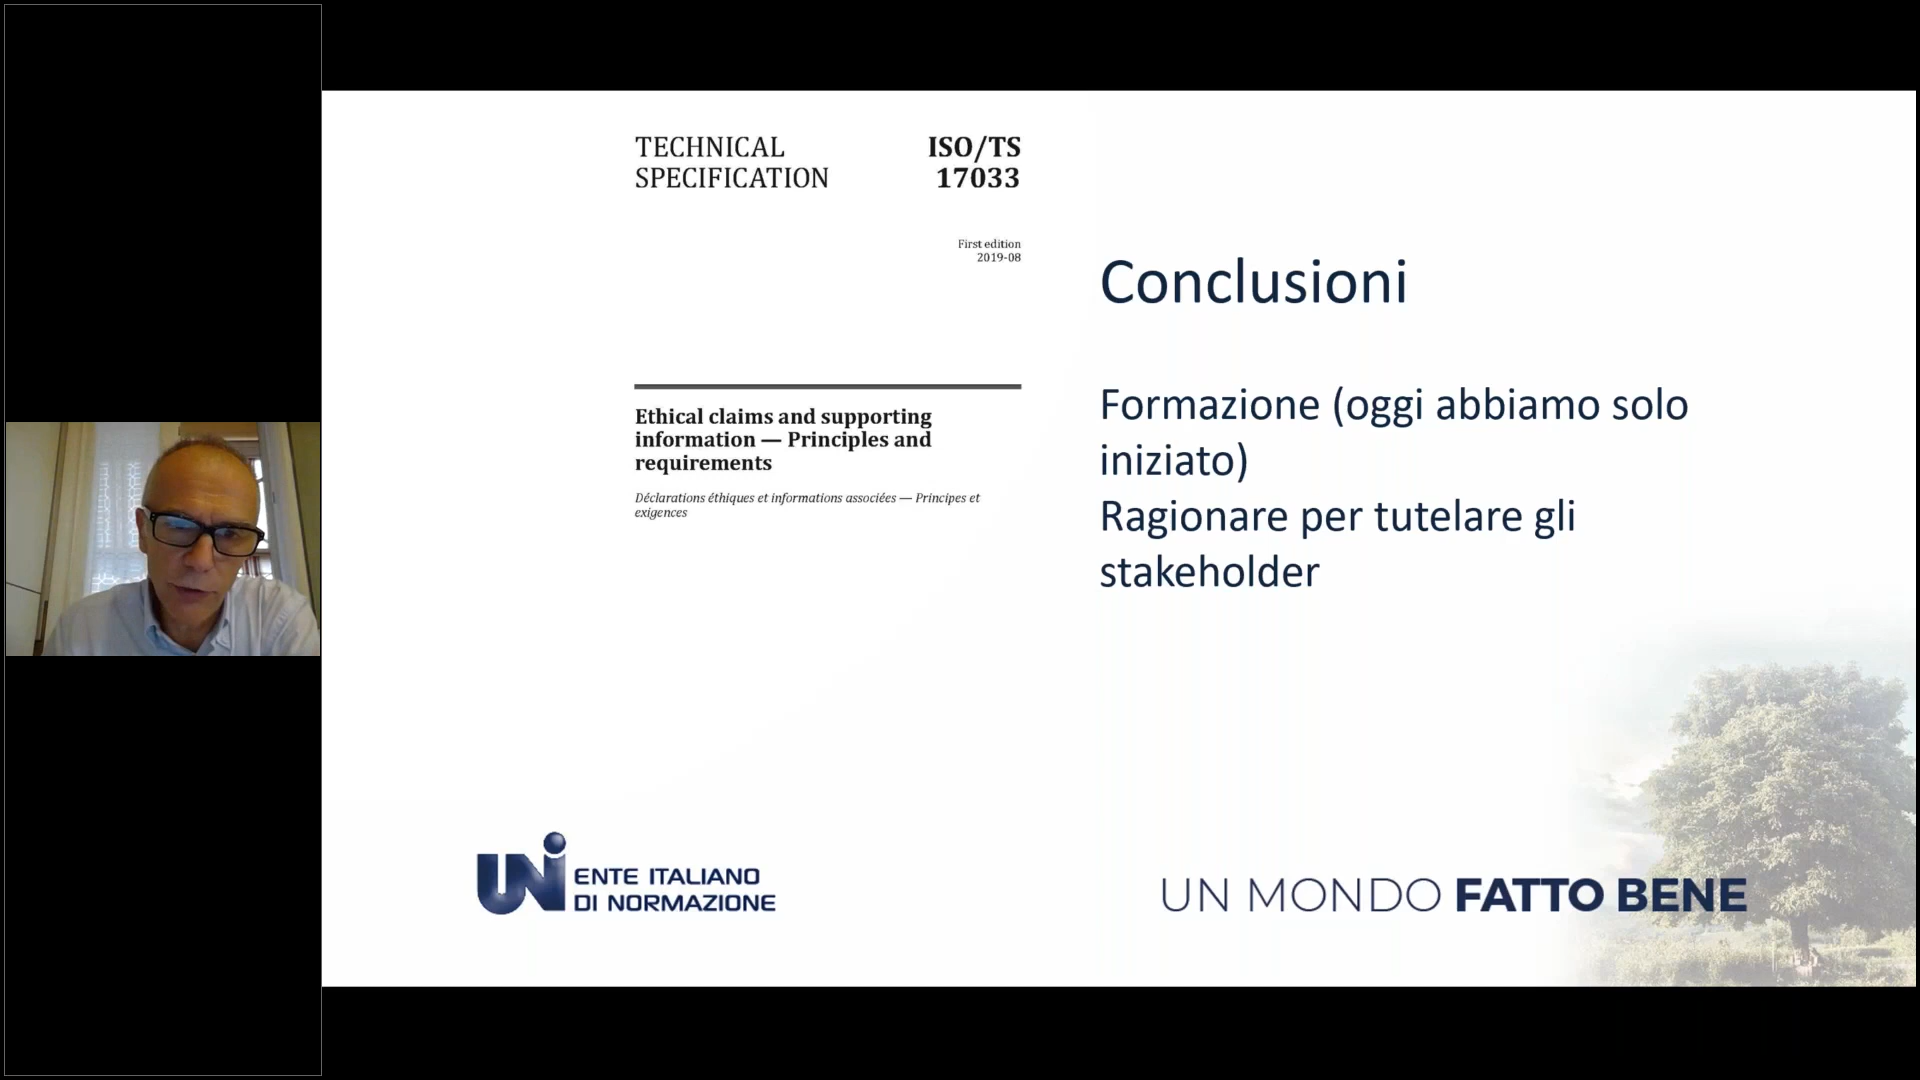 TECHNICAL
SPECIFICATION
ISO/TS
17033
First edition
2019-08
Ethical claims and supporting
information — Principles and
requirements
Déclarations éthiques et informations associées — Principes et
exigences
Conclusioni
Formazione (oggi abbiamo solo
iniziato)
Ragionare per tutelare gli
stakeholder
UNI ENTE ITALIANO
DI NORMAZIONE
UN MONDO FATTO BENE